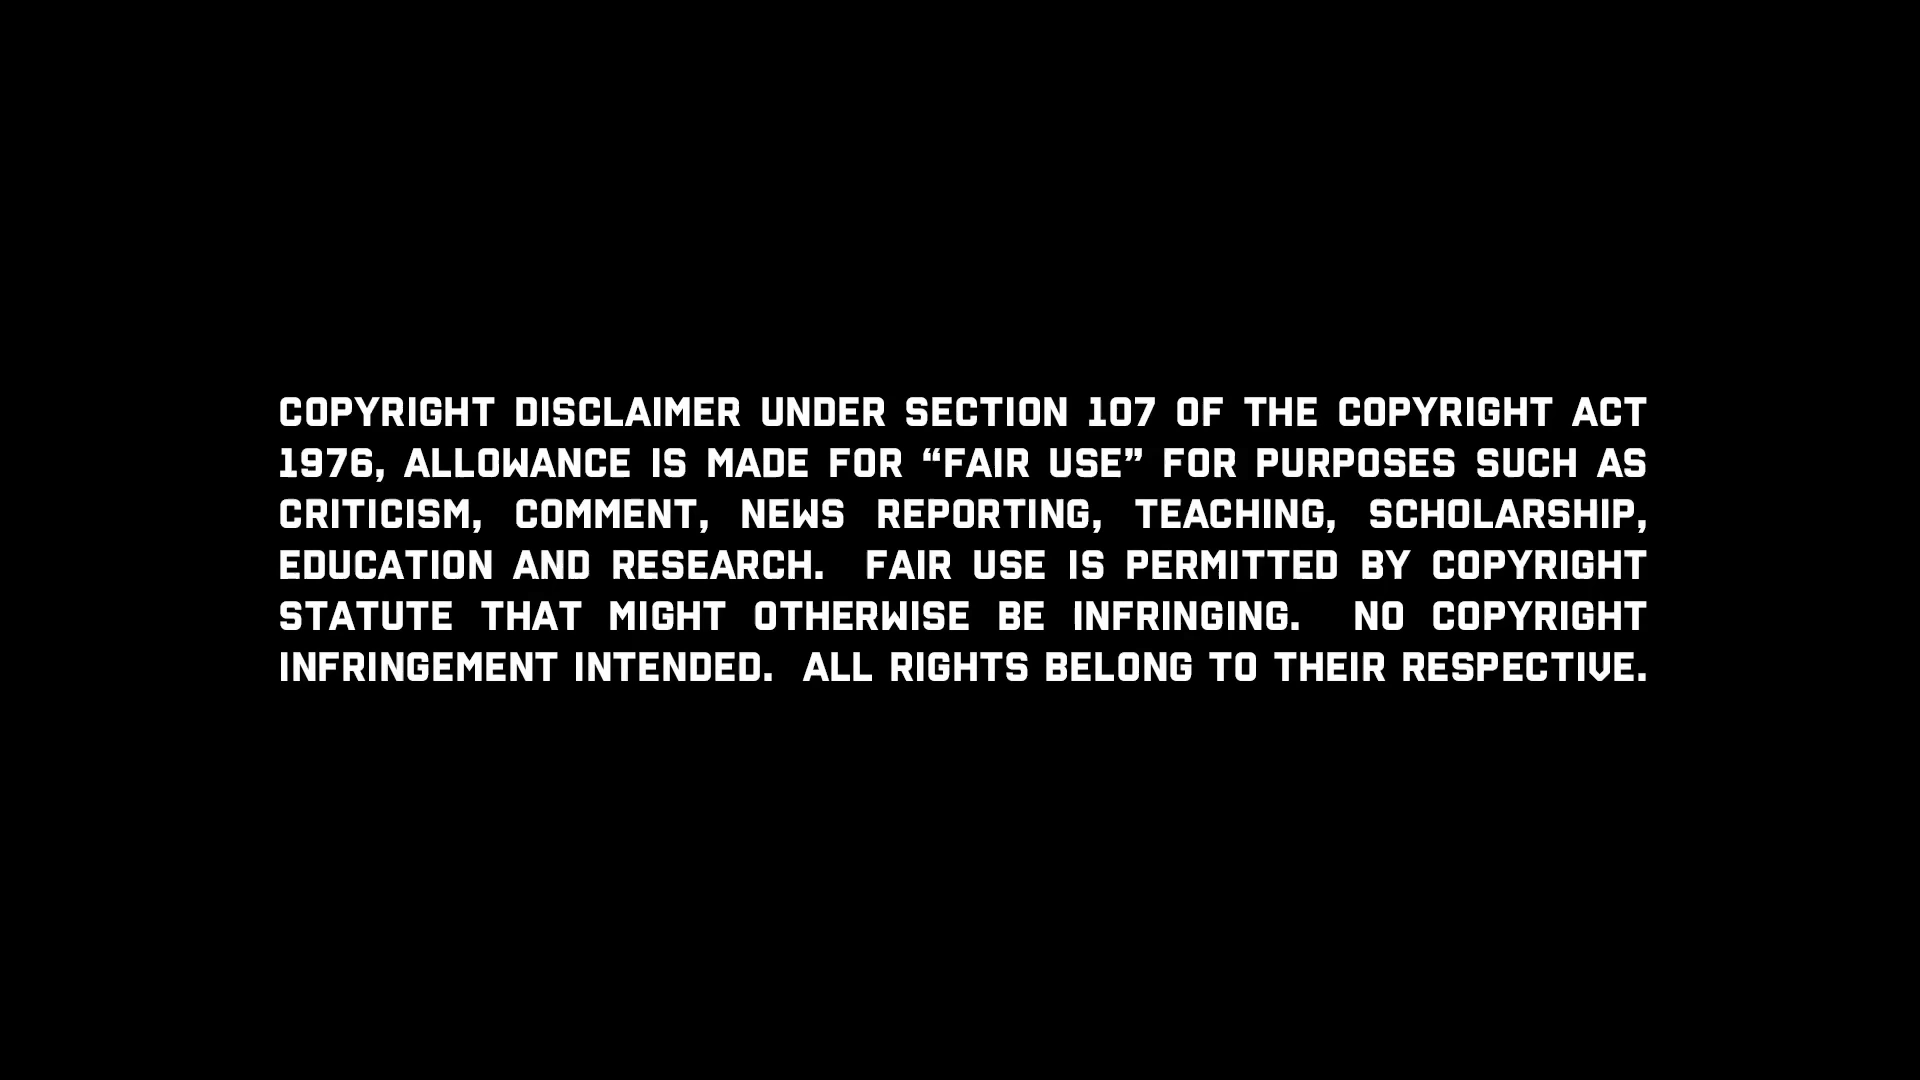 COPYRIGHT DISCLAIMER UNDER SECTION 107 OF THE COPYRIGHT ACT
1976, ALLOWANCE IS MADE FOR “FAIR USE” FOR PURPOSES SUCH AS
CRITICISM, COMMENT, NEWS REPORTING, TEACHING, SCHOLARSHIP,
EDUCATION AND RESEARCH. FAIR USE IS PERMITTED BY COPYRIGHT
STATUTE THAT MIGHT OTHERWISE BE INFRINGING. NO COPYRIGHT
INFRINGEMENT INTENDED. ALL RIGHTS BELONG TO THEIR RESPECTIVE.